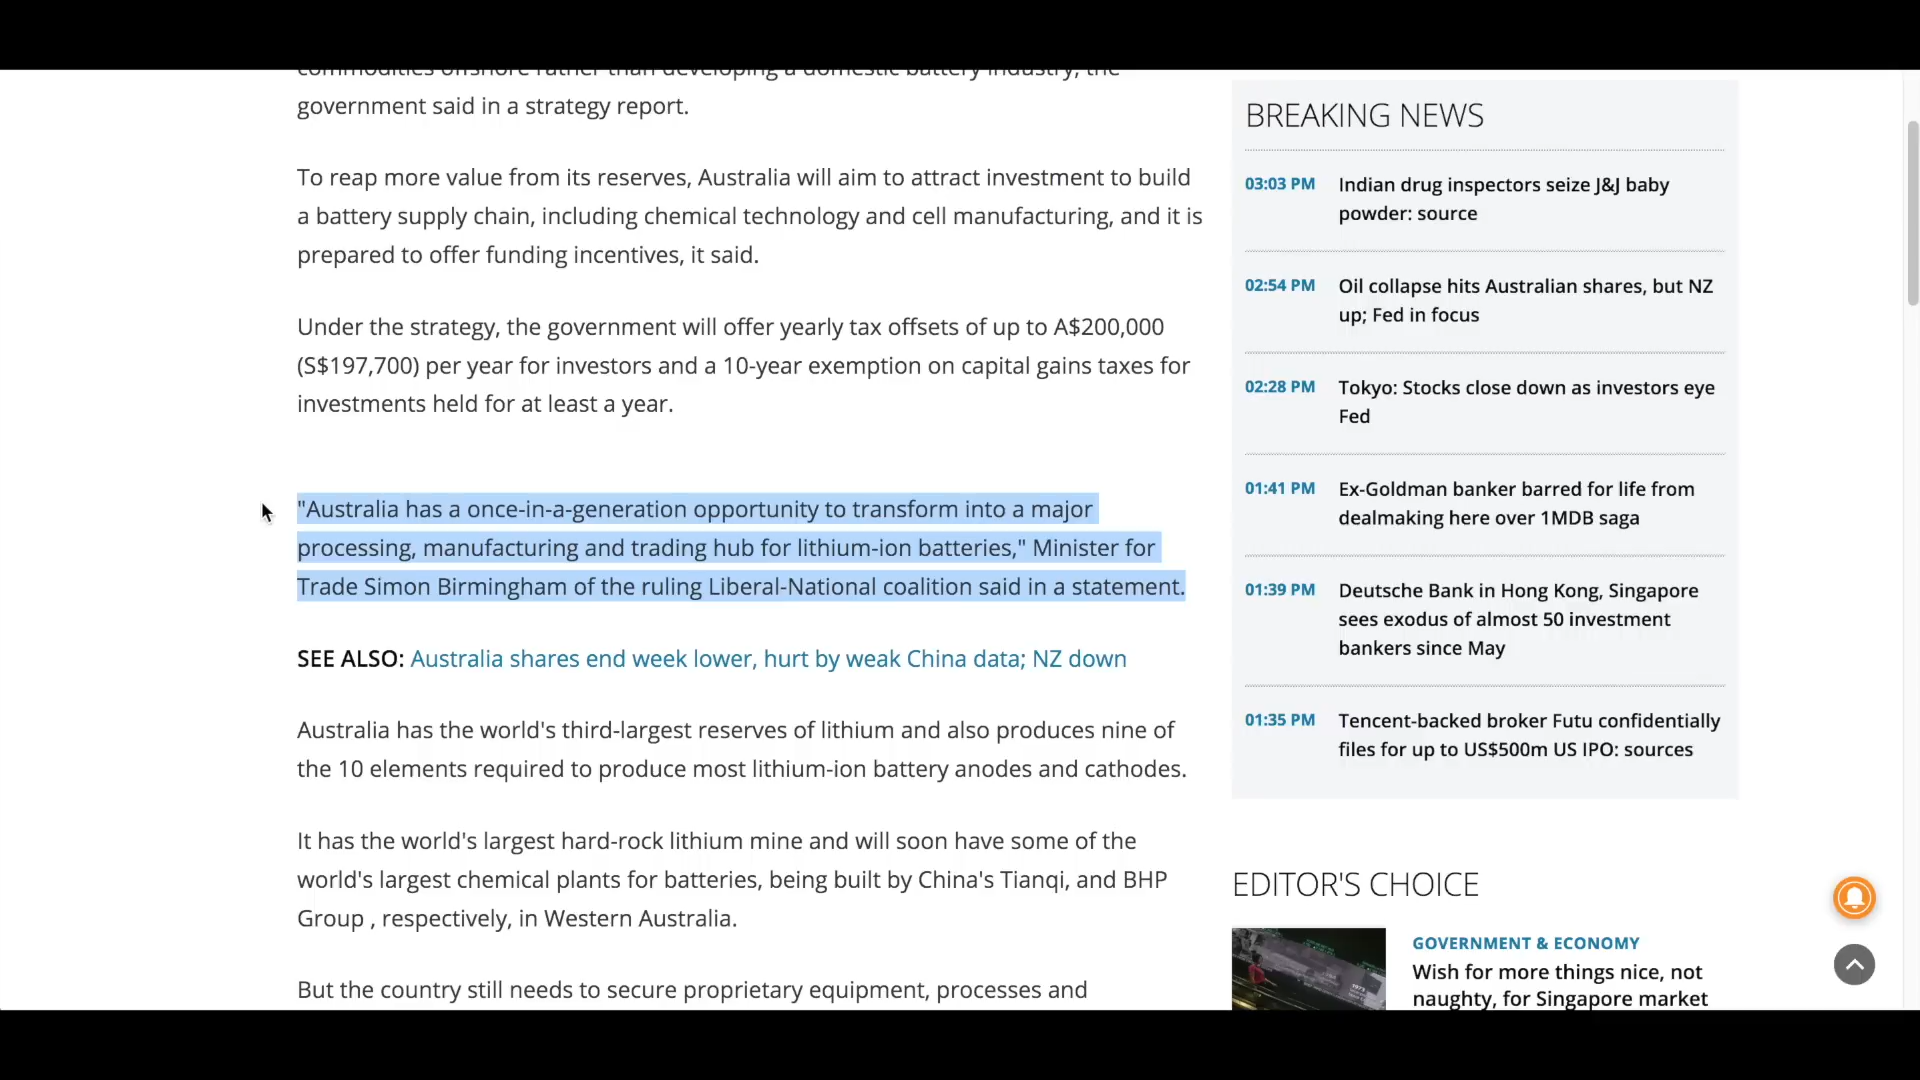 commodities offshore rather than developing a domestic battery industry, the
government said in a strategy report.
To reap more value from its reserves, Australia will aim to attract investment to build
a battery supply chain, including chemical technology and cell manufacturing, and it is
prepared to offer funding incentives, it said.
Under the strategy, the government will offer yearly tax offsets of up to A$200,000
(S$197,700) per year for investors and a 10-year exemption on capital gains taxes for
investments held for at least a year.
"Australia has a once-in-a-generation opportunity to transform into a major
processing, manufacturing and trading hub for lithium-ion batteries," Minister for
Trade Simon Birmingham of the ruling Liberal-National coalition said in a statement.
SEE ALSO: Australia shares end week lower, hurt by weak China data; NZ down
Australia has the world's third-largest reserves of lithium and also produces nine of
the 10 elements required to produce most lithium-ion battery anodes and cathodes.
It has the world's largest hard-rock lithium mine and will soon have some of the
world's largest chemical plants for batteries, being built by China's Tianqi, and BHP
Group , respectively, in Western Australia.
But the country still needs to secure proprietary equipment, processes and
BREAKING NEWS
03:03 PM Indian drug inspectors seize J&J baby
powder: source
02:54 PM Oil collapse hits Australian shares, but NZ
up; Fed in focus
02:28 PM Tokyo: Stocks close down as investors eye
Fed
01:41 PM Ex-Goldman banker barred for life from
dealmaking here over 1MDB saga
01:39 PM Deutsche Bank in Hong Kong, Singapore
sees exodus of almost 50 investment
bankers since May
01:35 PM Tencent-backed broker Futu confidentially
files for up to US$500m US IPO: sources
EDITOR'S CHOICE
GOVERNMENT & ECONOMY
Wish for more things nice, not
naughty, for Singapore market